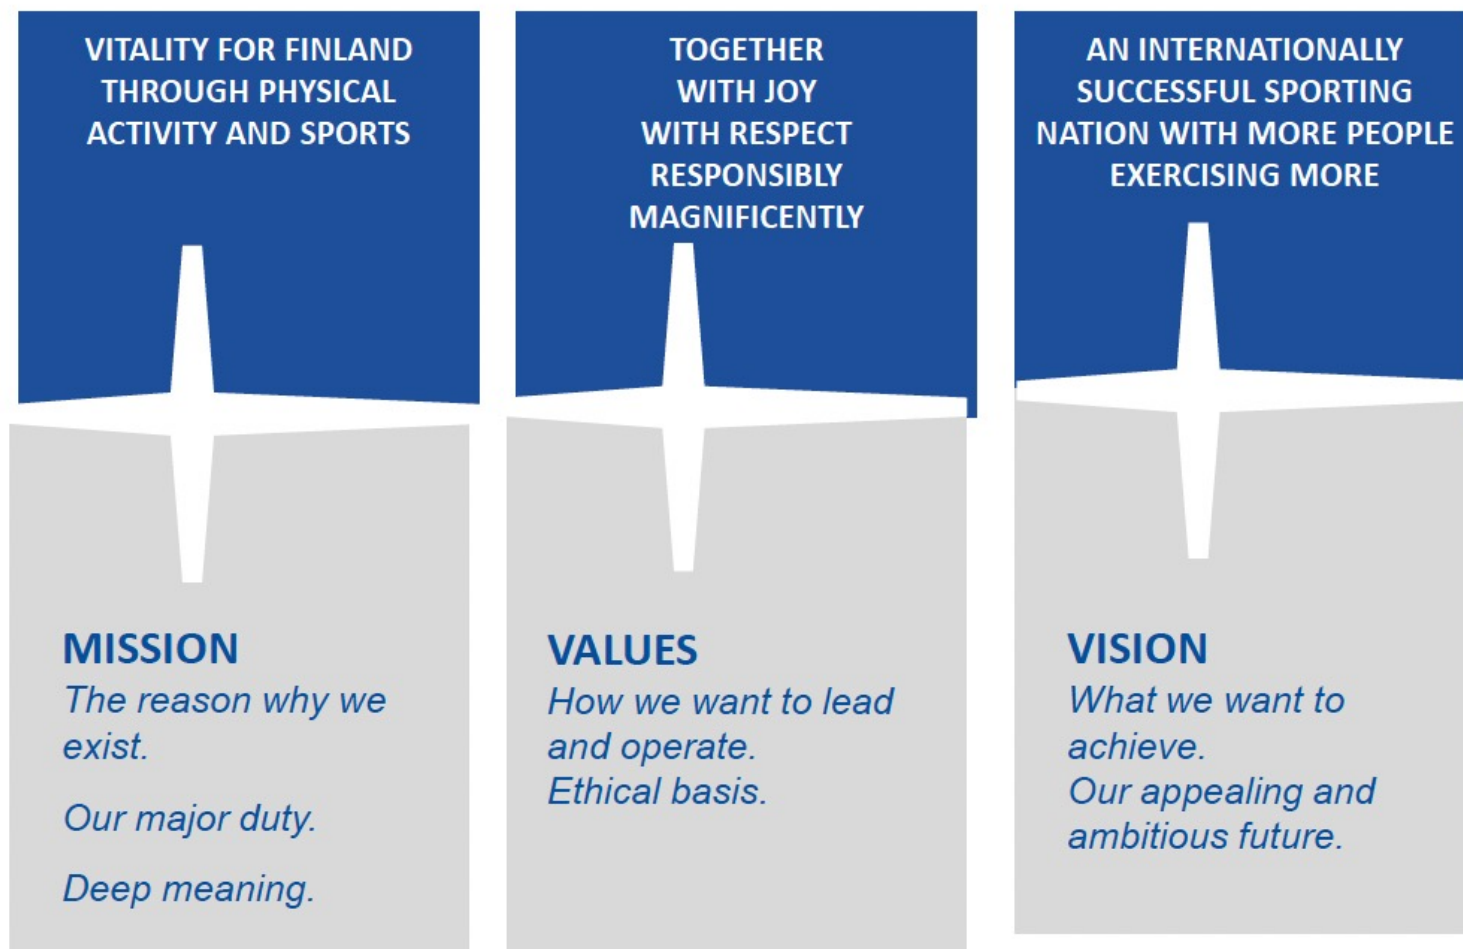 VITALITY FOR FINLAND
THROUGH PHYSICAL
ACTIVITY AND SPORTS
MISSION
The reason why we
exist.
Our major duty.
Deep meaning.
TOGETHER
WITH JOY
WITH RESPECT
RESPONSIBLY
MAGNIFICENTLY
VALUES
How we want to lead
and operate.
Ethical basis.
AN INTERNATIONALLY
SUCCESSFUL SPORTING
NATION WITH MORE PEOPLE
EXERCISING MORE
VISION
What we want to
achieve.
Our appealing and
ambitious future.